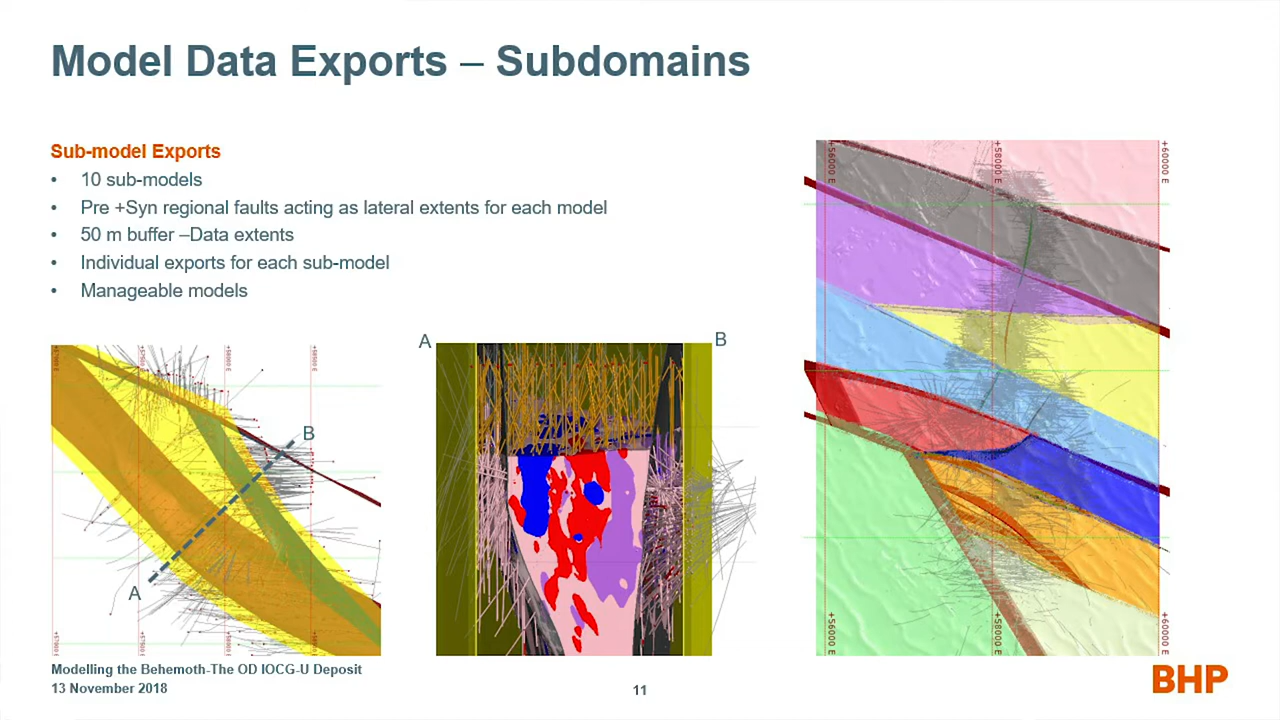 Model Data Exports – Subdomains
Sub-model Exports
• 10 sub-models
• Pre +Syn regional faults acting as lateral extents for each model
• 50 m buffer –Data extents
• Individual exports for each sub-model
• Manageable models
A
B
B
A
+56000 E
+58000 E
+60000 E
+56000 E
+58000 E
+60000 E
Modelling the Behemoth-The OD IOCG-U Deposit
13 November 2018
11
BHP